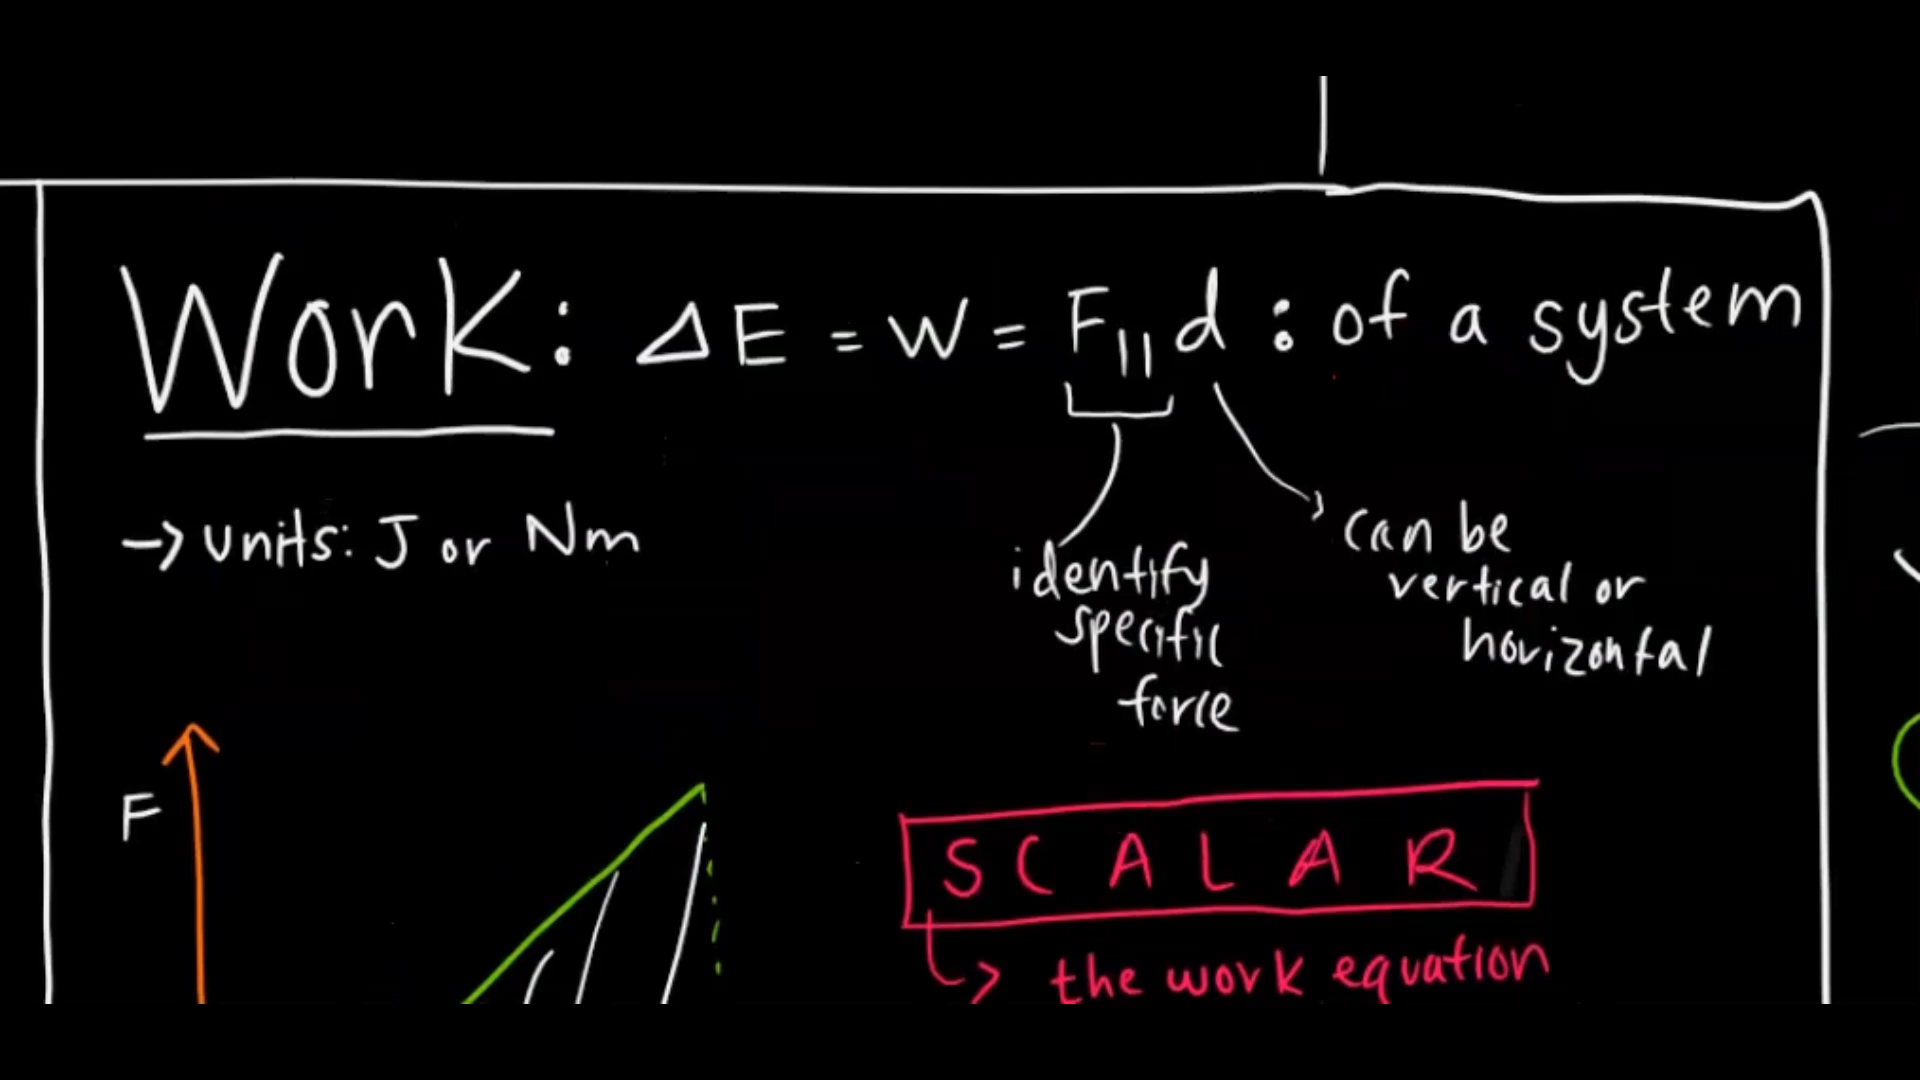 Work: ΔE = W = F|| d : of a system
→ units: J or Nm
identify
specific
force
can be
vertical or
horizontal
F
SCALAR
the work equation